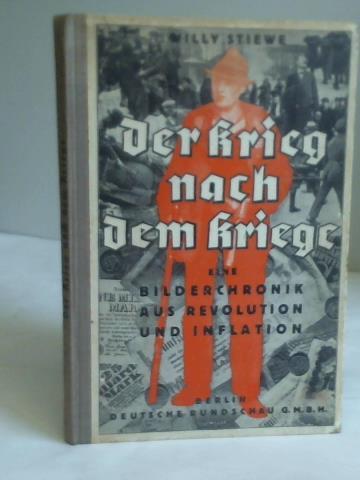 WILLY STIEWE
Der Krieg
nach
dem Kriege
EINE
BILDERCHRONIK
AUS REVOLUTION
UND INFLATION
BERLIN
DEUTSCHE RUNDSCHAU G.M.B.H.